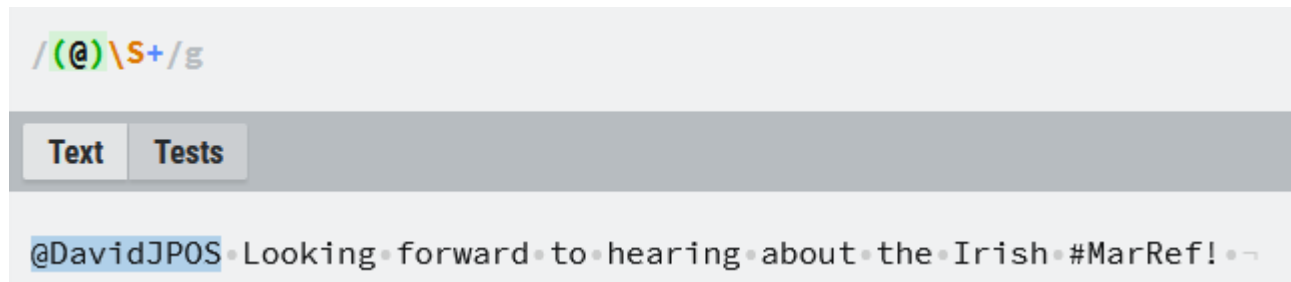 /(@)\S+/g
Text Tests
@DavidJPOS Looking forward to hearing about the Irish #MarRef!